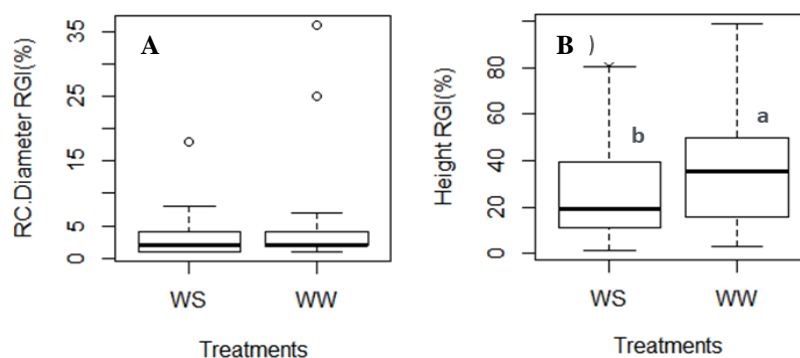 A
RC.Diameter RGI(%)
35
25
15
5
0
WS WW
Treatments
B )
Height RGI(%)
80
60
40
20
0
b
a
WS WW
Treatments